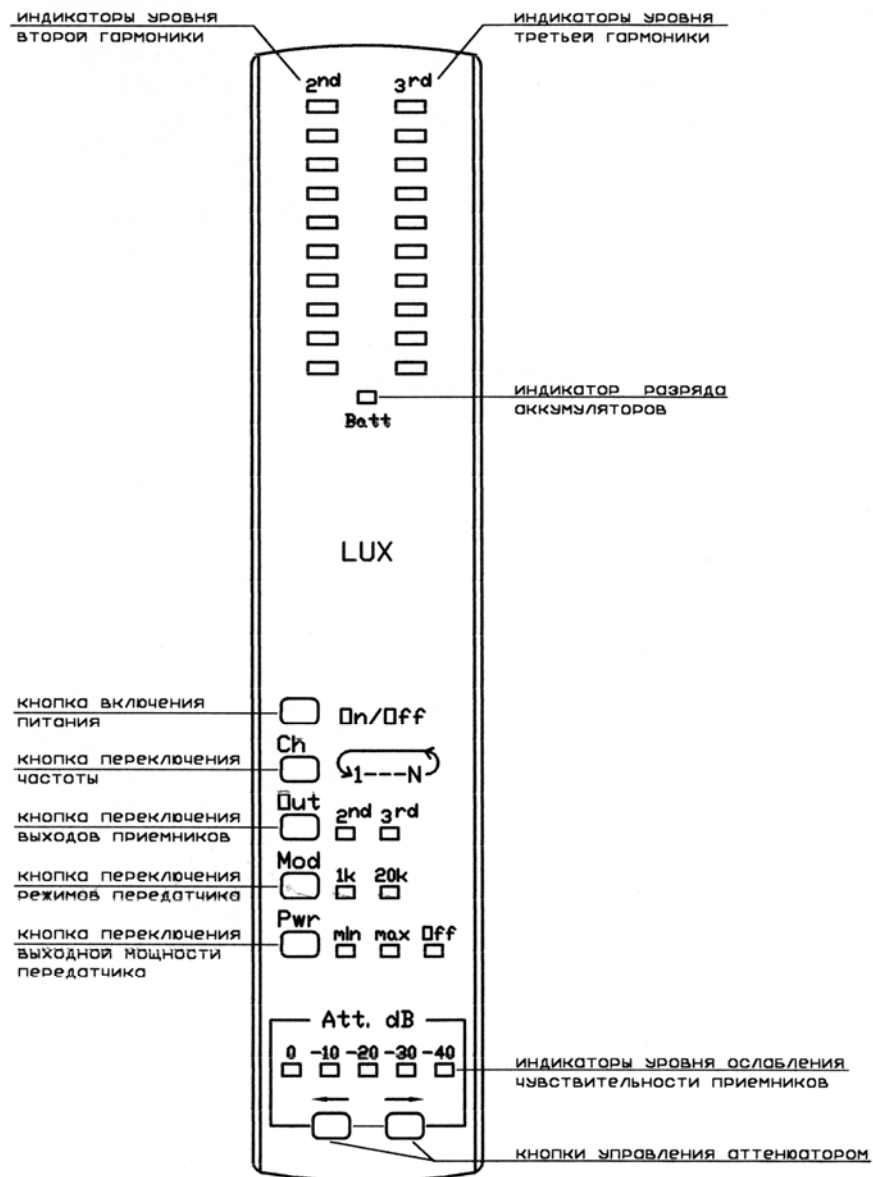 ИНДИКАТОРЫ УРОВНЯ
ВТОРОЙ ГАРМОНИКИ
ИНДИКАТОРЫ УРОВНЯ
ТРЕТЬЕЙ ГАРМОНИКИ
2nd 3rd
Batt
ИНДИКАТОР РАЗРЯДА
АККУМУЛЯТОРОВ
LUX
КНОПКА ВКЛЮЧЕНИЯ
ПИТАНИЯ
On/Off
КНОПКА ПЕРЕКЛЮЧЕНИЯ
ЧАСТОТЫ
Ch
1---N
КНОПКА ПЕРЕКЛЮЧЕНИЯ
ВЫХОДОВ ПРИЕМНИКОВ
Out
2nd 3rd
КНОПКА ПЕРЕКЛЮЧЕНИЯ
РЕЖИМОВ ПЕРЕДАТЧИКА
Mod
1k 20k
КНОПКА ПЕРЕКЛЮЧЕНИЯ
ВЫХОДНОЙ МОЩНОСТИ
ПЕРЕДАТЧИКА
Pwr
min max Off
Att. dB
0 -10 -20 -30 -40
ИНДИКАТОРЫ УРОВНЯ ОСЛАБЛЕНИЯ
ЧУВСТВИТЕЛЬНОСТИ ПРИЕМНИКОВ
КНОПКИ УПРАВЛЕНИЯ АТТЕНЮАТОРОМ